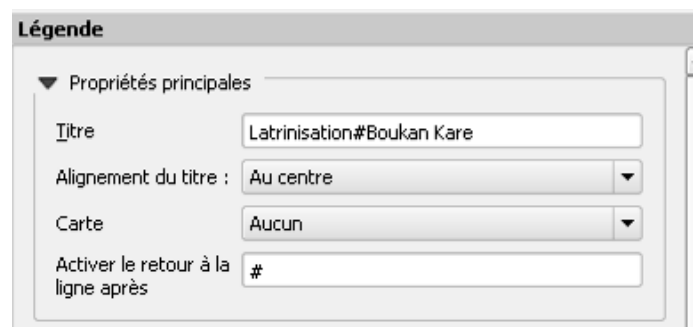 Légende
Propriétés principales
Titre
Latrinisation#Boukan Kare
Alignement du titre :
Au centre
Carte
Aucun
Activer le retour à la
ligne après
#